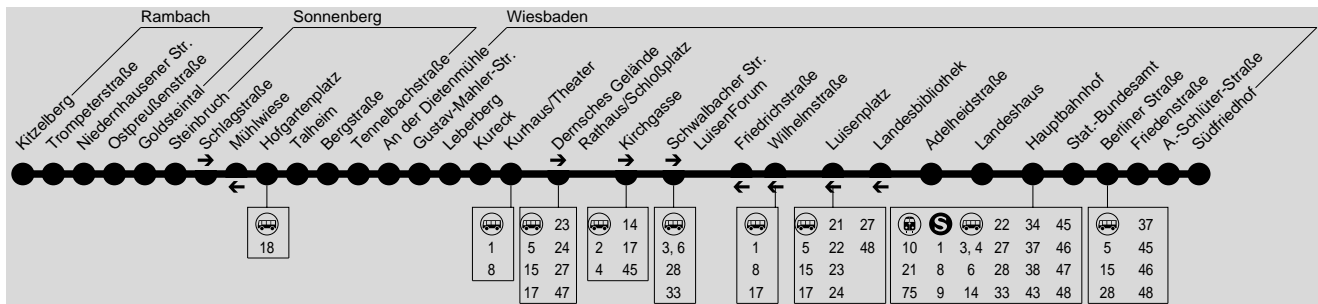 Rambach
Sonnenberg
Wiesbaden
Kitzelberg
Trompeterstraße
Niedernhausener Str.
Ostpreußenstraße
Goldsteintal
Steinbruch
Schlagstraße
Mühlwiese
Hofgartenplatz
Talheim
Bergstraße
Tennelbachstraße
An der Dietenmühle
Gustav-Mahler-Str.
Leberberg
Kureck
Kurhaus/Theater
Dernsches Gelände
Rathaus/Schloßplatz
Kirchgasse
Schwalbacher Str.
LuisenForum
Friedrichstraße
Wilhelmstraße
Luisenplatz
Landesbibliothek
Adelheidstraße
Landeshaus
Hauptbahnhof
Stat.-Bundesamt
Berliner Straße
Friedenstraße
A.-Schlüter-Straße
Südfriedhof
18
1
8
23
5 24
15 27
17 47
14
2 17
4 45
3, 6
28
33
1
8
17
21 27
5 22 48
15 23
17 24
S 22 34 45
10 1 3, 4 27 37 46
21 8 6 28 38 47
75 9 14 33 43 48
37
5 45
15 46
28 48